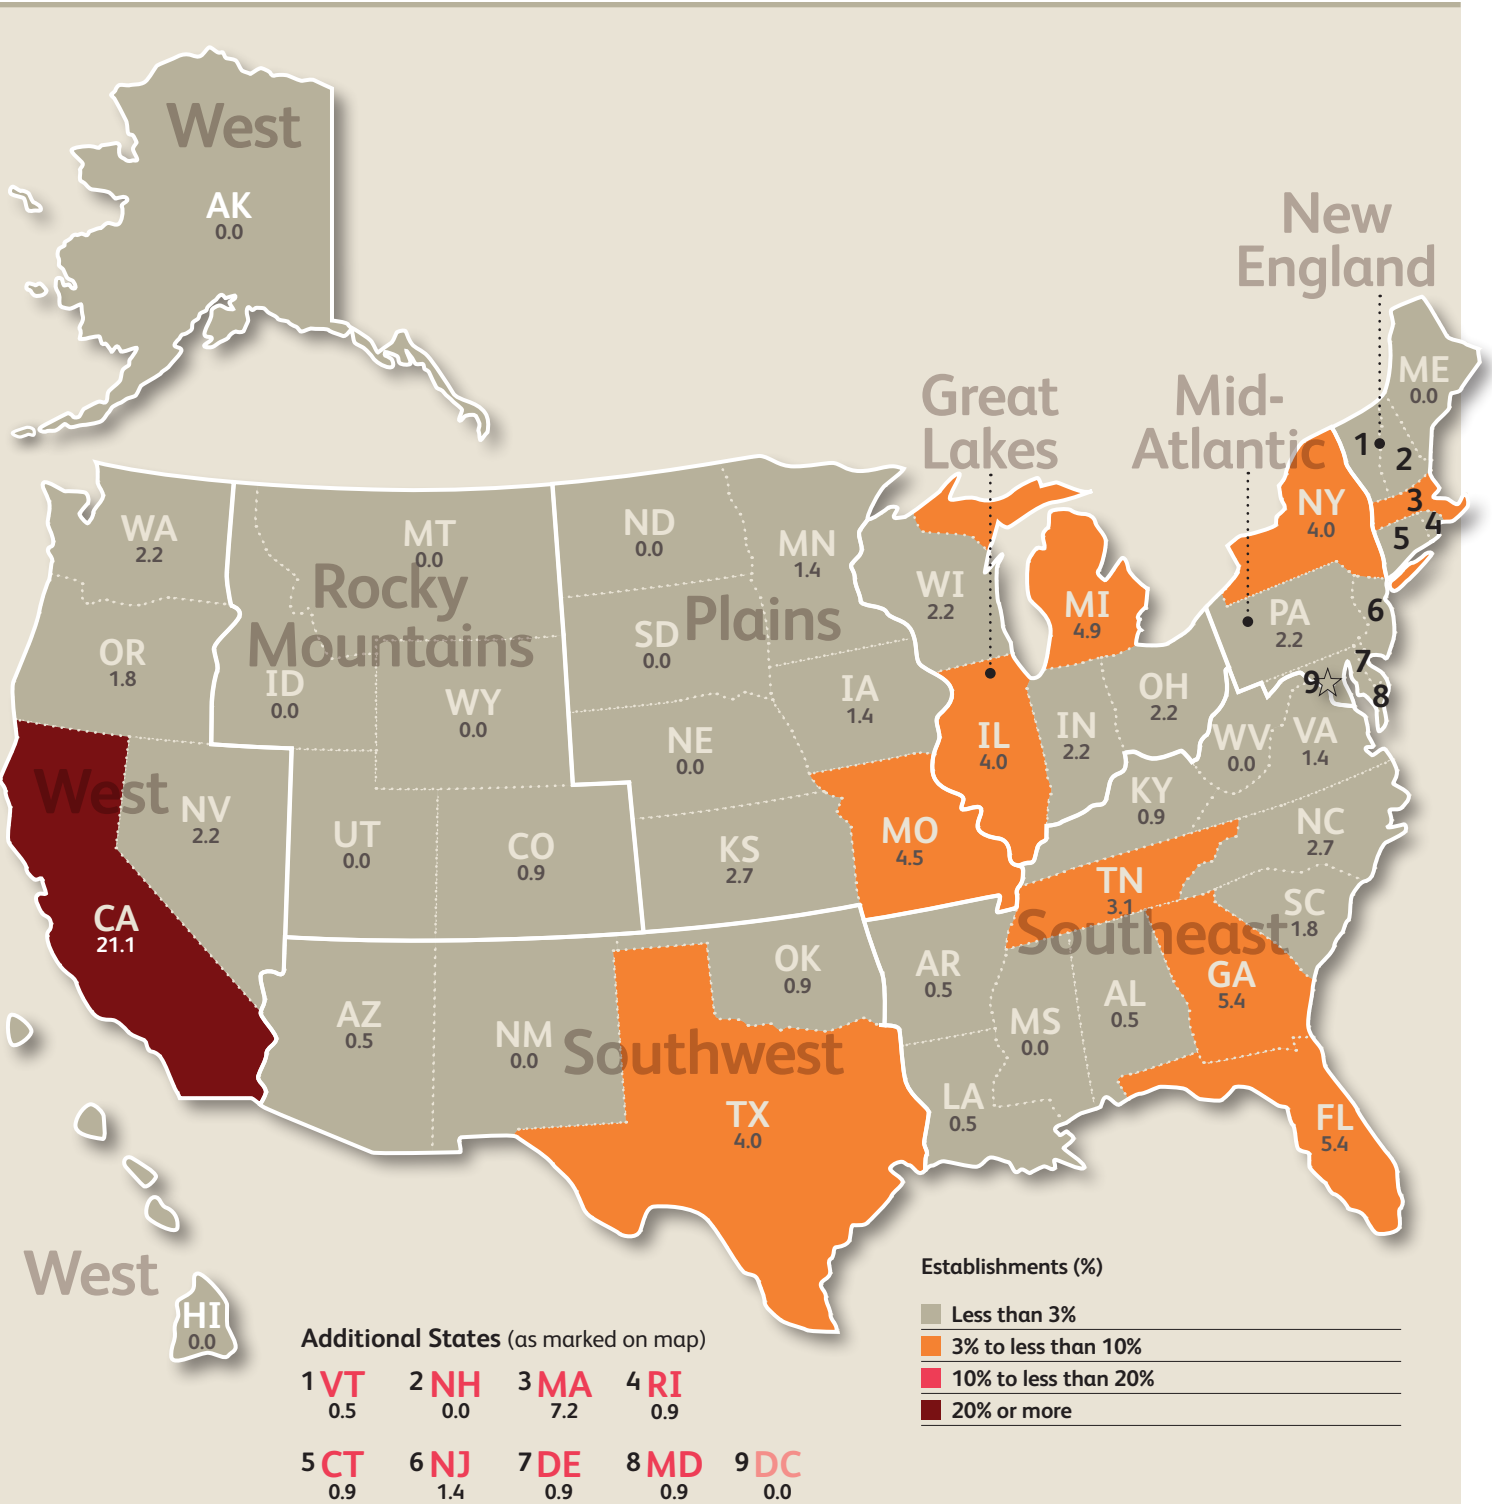 West
AK
0.0
New
England
ME
0.0
Great
Lakes
Mid-
Atlantic
1
2
NY
4.0
3
4
5
WA
2.2
MT
0.0
ND
0.0
MN
1.4
WI
2.2
MI
4.9
PA
2.2
6
Rocky
Mountains
Plains
OR
1.8
ID
0.0
WY
0.0
SD
0.0
IA
1.4
NE
0.0
IL
4.0
IN
2.2
OH
2.2
7
9
8
WV
0.0
VA
1.4
West
NV
2.2
UT
0.0
CO
0.9
KS
2.7
MO
4.5
KY
0.9
NC
2.7
CA
21.1
TN
3.1
SC
1.8
Southeast
AZ
0.5
NM
0.0
OK
0.9
AR
0.5
MS
0.0
AL
0.5
GA
5.4
Southwest
TX
4.0
LA
0.5
FL
5.4
West
HI
0.0
Establishments (%)
Less than 3%
3% to less than 10%
10% to less than 20%
20% or more
Additional States (as marked on map)
1 VT 2 NH 3 MA 4 RI
0.5 0.0 7.2 0.9
5 CT 6 NJ 7 DE 8 MD 9 DC
0.9 1.4 0.9 0.9 0.0